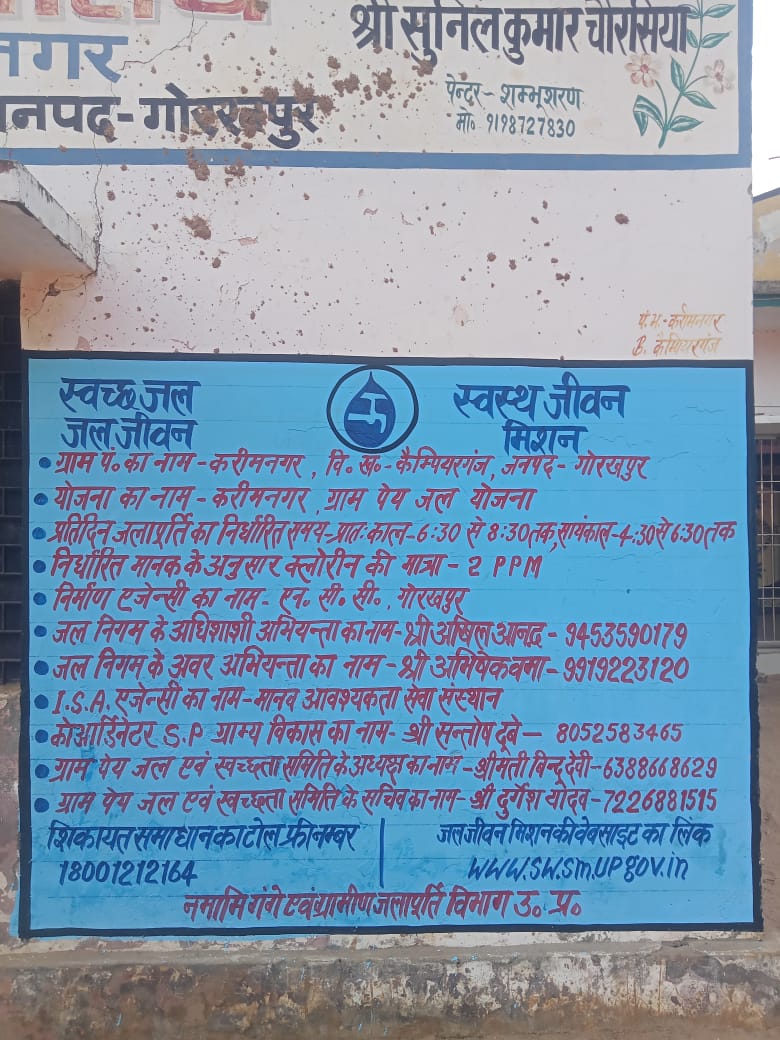 श्री सुनिल कुमार चौरसिया
नगर
पेन्टर- शम्भूशरण
मो० 9198727830
नपद-गोरखपुर
पं.भ.-करीमनगर
B. कैम्पियरगंज
स्वच्छ जल
स्वस्थ जीवन
जल जीवन
मिशन
ग्राम पं. का नाम - करीमनगर, वि. ख.- कैम्पियरगंज, जनपद- गोरखपुर
योजना का नाम - करीमनगर, ग्राम पेय जल योजना
प्रतिदिन जलापूर्ति का निर्धारित समय-प्रातः काल-6:30 से 8:30 तक, सायंकाल-4:30 से 6:30 तक
निर्धारित मानक के अनुसार क्लोरीन की मात्रा - 2 PPM
निर्माण एजेन्सी का नाम - एन. सी. सी., गोरखपुर
जल निगम के अधिशाशी अभियन्ता का नाम-श्री अखिल आनन्द - 9453590179
जल निगम के अवर अभियन्ता का नाम - श्री अभिषेक वर्मा - 9919223120
I.S.A. एजेन्सी का नाम-मानव आवश्यकता सेवा संस्थान
कोआर्डिनेटर S.P ग्राम्य विकास का नाम- श्री सन्तोष दूबे - 8052583465
ग्राम पेय जल एवं स्वच्छता समिति के अध्यक्ष का नाम - श्रीमती बिन्दू देवी-6388668629
ग्राम पेय जल एवं स्वच्छता समिति के सचिव का नाम- श्री दुर्गेश यादव-7226881515
शिकायत समाधान का टोल फ्री नम्बर
18001212164
जल जीवन मिशन की वेबसाइट का लिंक
WWW.SW.Sm.UPgov.in
नमामि गंगे एवं ग्रामीण जलापूर्ति विभाग उ० प्र०